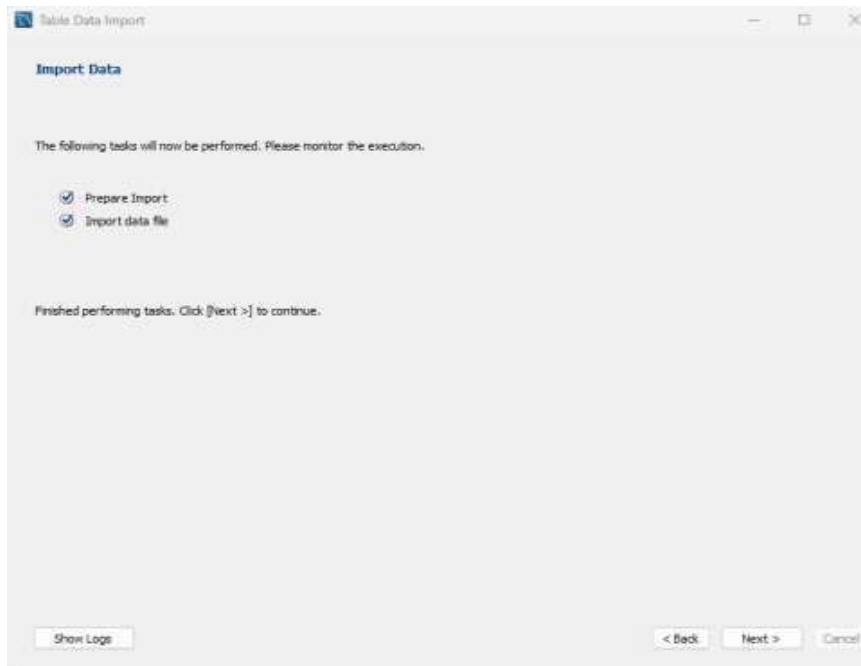 Table Data Import
Import Data
The following tasks will now be performed. Please monitor the execution.
Prepare Import
Import data file
Finished performing tasks. Click [Next >] to continue.
Show Logs
< Back
Next >
Cancel